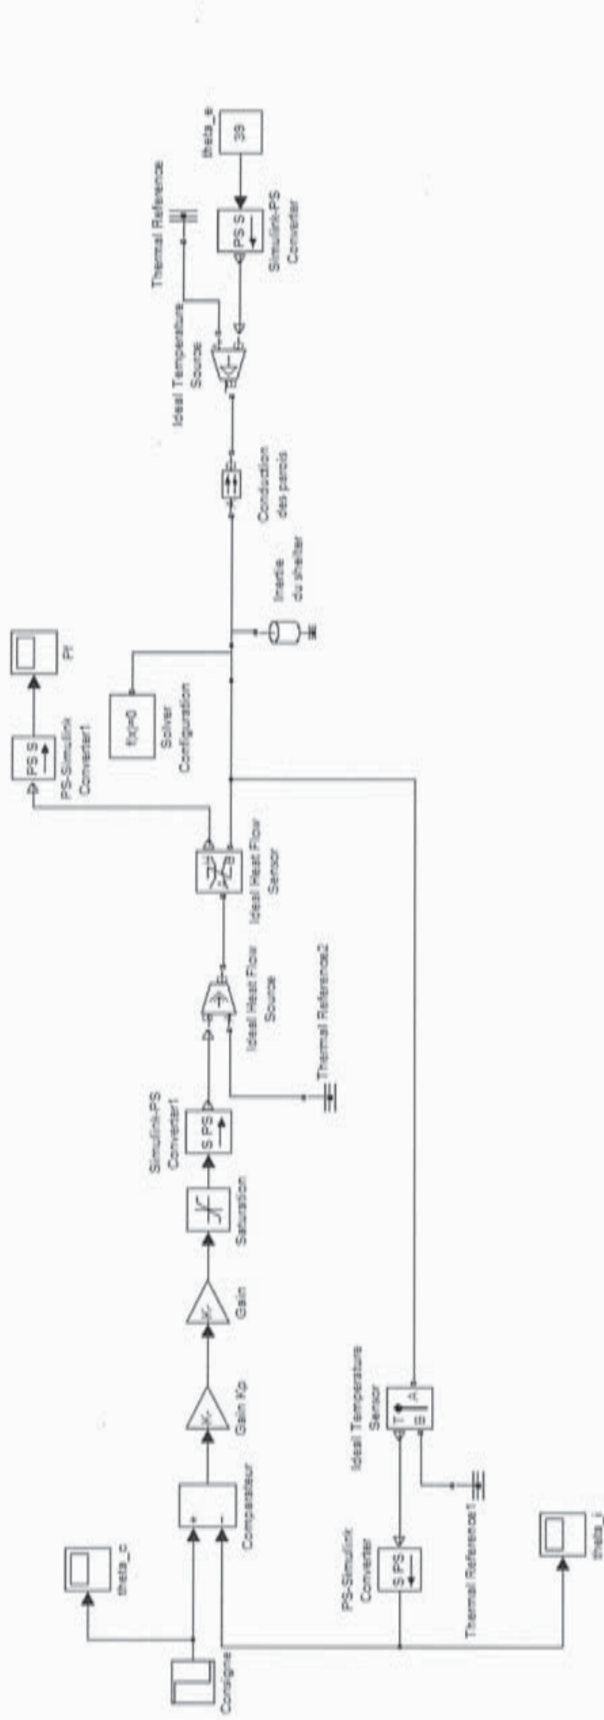 theta_c
Consigne
Comparateur
Gain Kp
Gain
Saturation
Simulink-PS
Converter1
S PS
Ideal Heat Flow
Source
Thermal Reference2
Ideal Heat Flow
Sensor
PS-Simulink
Converter1
PS S
Pf
f(x)=0
Solver
Configuration
Inertie
du shelter
Conduction
des parois
Ideal Temperature
Source
Thermal Reference
PS S
Simulink-PS
Converter
theta_e
39
Ideal Temperature
Sensor
T
A
B
PS-Simulink
Converter
S PS
Thermal Reference1
theta_i